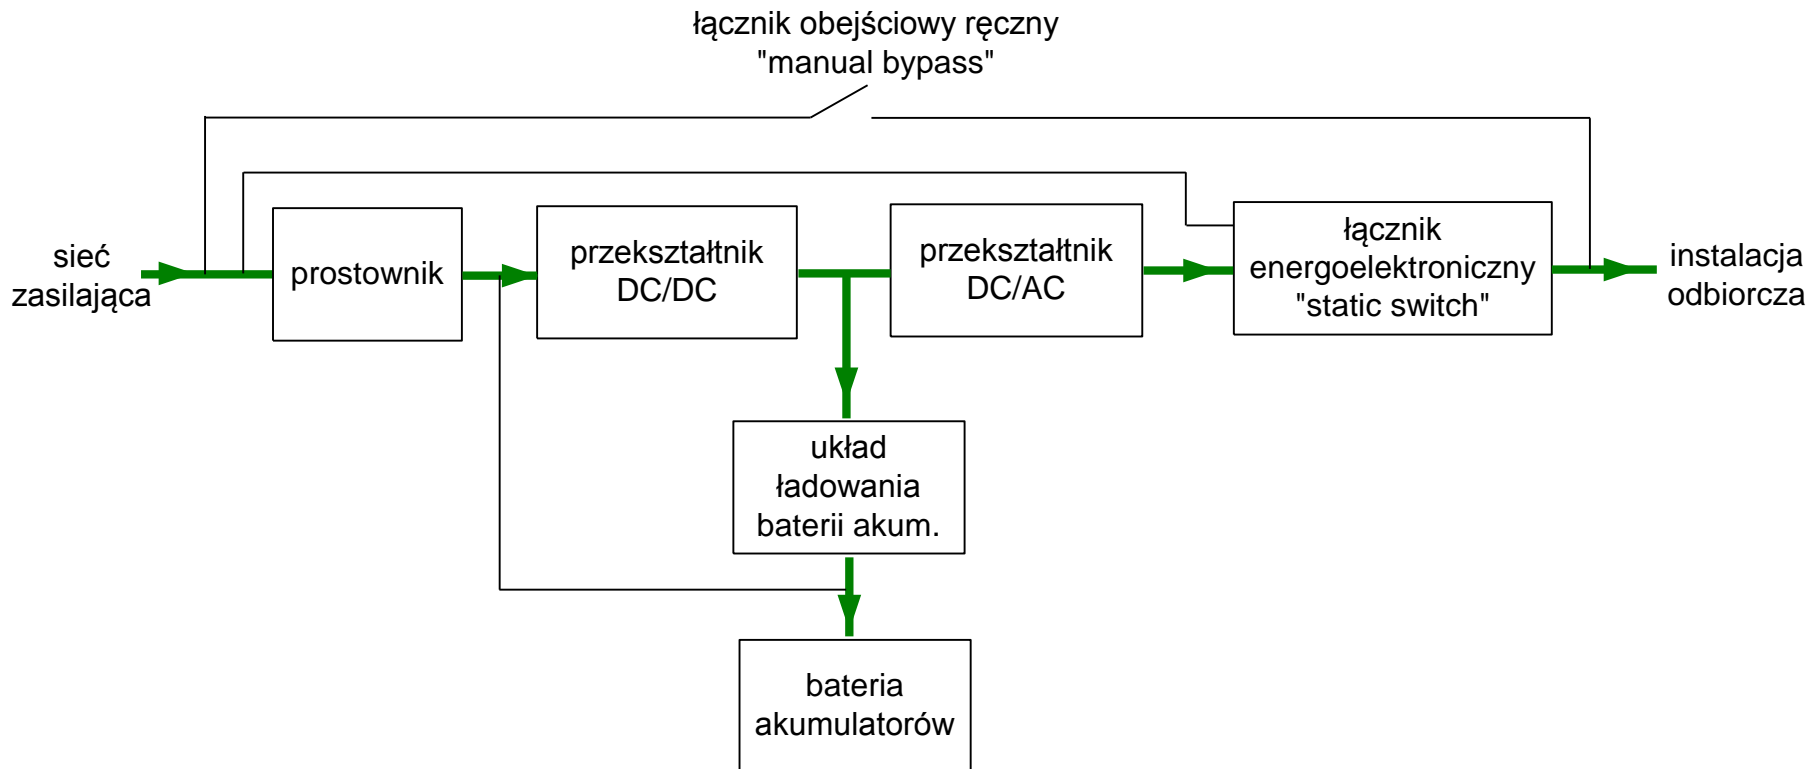 łącznik obejściowy ręczny
"manual bypass"
sieć
zasilająca
prostownik
przekształtnik
DC/DC
przekształtnik
DC/AC
łącznik
energoelektroniczny
"static switch"
instalacja
odbiorcza
układ
ładowania
baterii akum.
bateria
akumulatorów